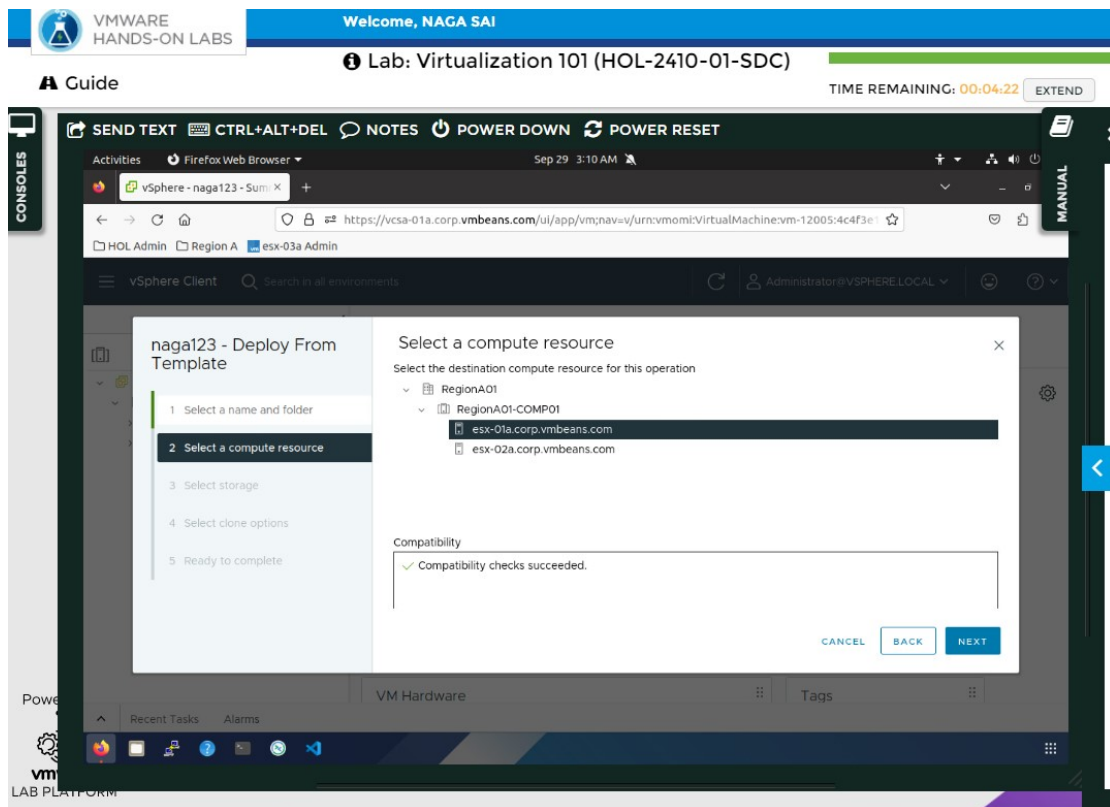 VMWARE
HANDS-ON LABS
Welcome, NAGA SAI
Lab: Virtualization 101 (HOL-2410-01-SDC)
Guide
TIME REMAINING: 00:04:22 EXTEND
CONSOLES
SEND TEXT CTRL+ALT+DEL NOTES POWER DOWN POWER RESET
MANUAL
Activities Firefox Web Browser Sep 29 3:10 AM
vSphere - naga123 - Sum
https://vcsa-01a.corp.vmbeans.com/ui/app/vm;nav=v/urn:vmomi:VirtualMachine:vm-12005:4c4f3e
HOL Admin Region A esx-03a Admin
vSphere Client Search in all environments Administrator@VSPHERE.LOCAL
naga123 - Deploy From
Template
1 Select a name and folder
2 Select a compute resource
3 Select storage
4 Select clone options
5 Ready to complete
Select a compute resource
Select the destination compute resource for this operation
RegionA01
RegionA01-COMP01
esx-01a.corp.vmbeans.com
esx-02a.corp.vmbeans.com
Compatibility
Compatibility checks succeeded.
CANCEL BACK NEXT
VM Hardware Tags
Recent Tasks Alarms
Powe
vm
LAB PLATFORM